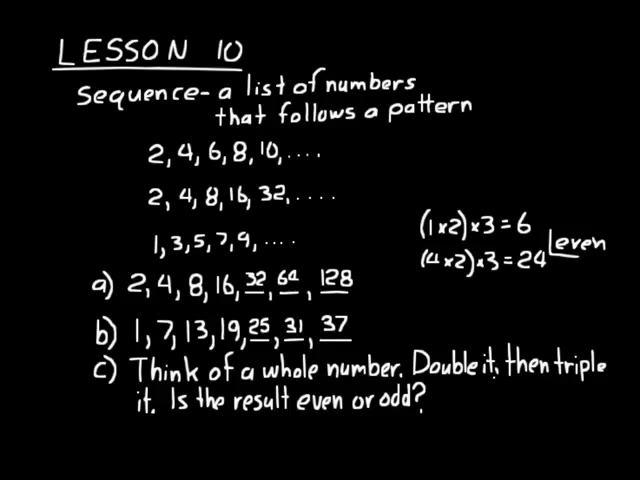 LESSON 10
Sequence - a list of numbers
that follows a pattern
2, 4, 6, 8, 10, ....
2, 4, 8, 16, 32, ....
1, 3, 5, 7, 9, ....
(1 × 2) × 3 = 6
(4 × 2) × 3 = 24
even
a) 2, 4, 8, 16, 32, 64, 128
b) 1, 7, 13, 19, 25, 31, 37
c) Think of a whole number. Double it, then triple
it. Is the result even or odd?